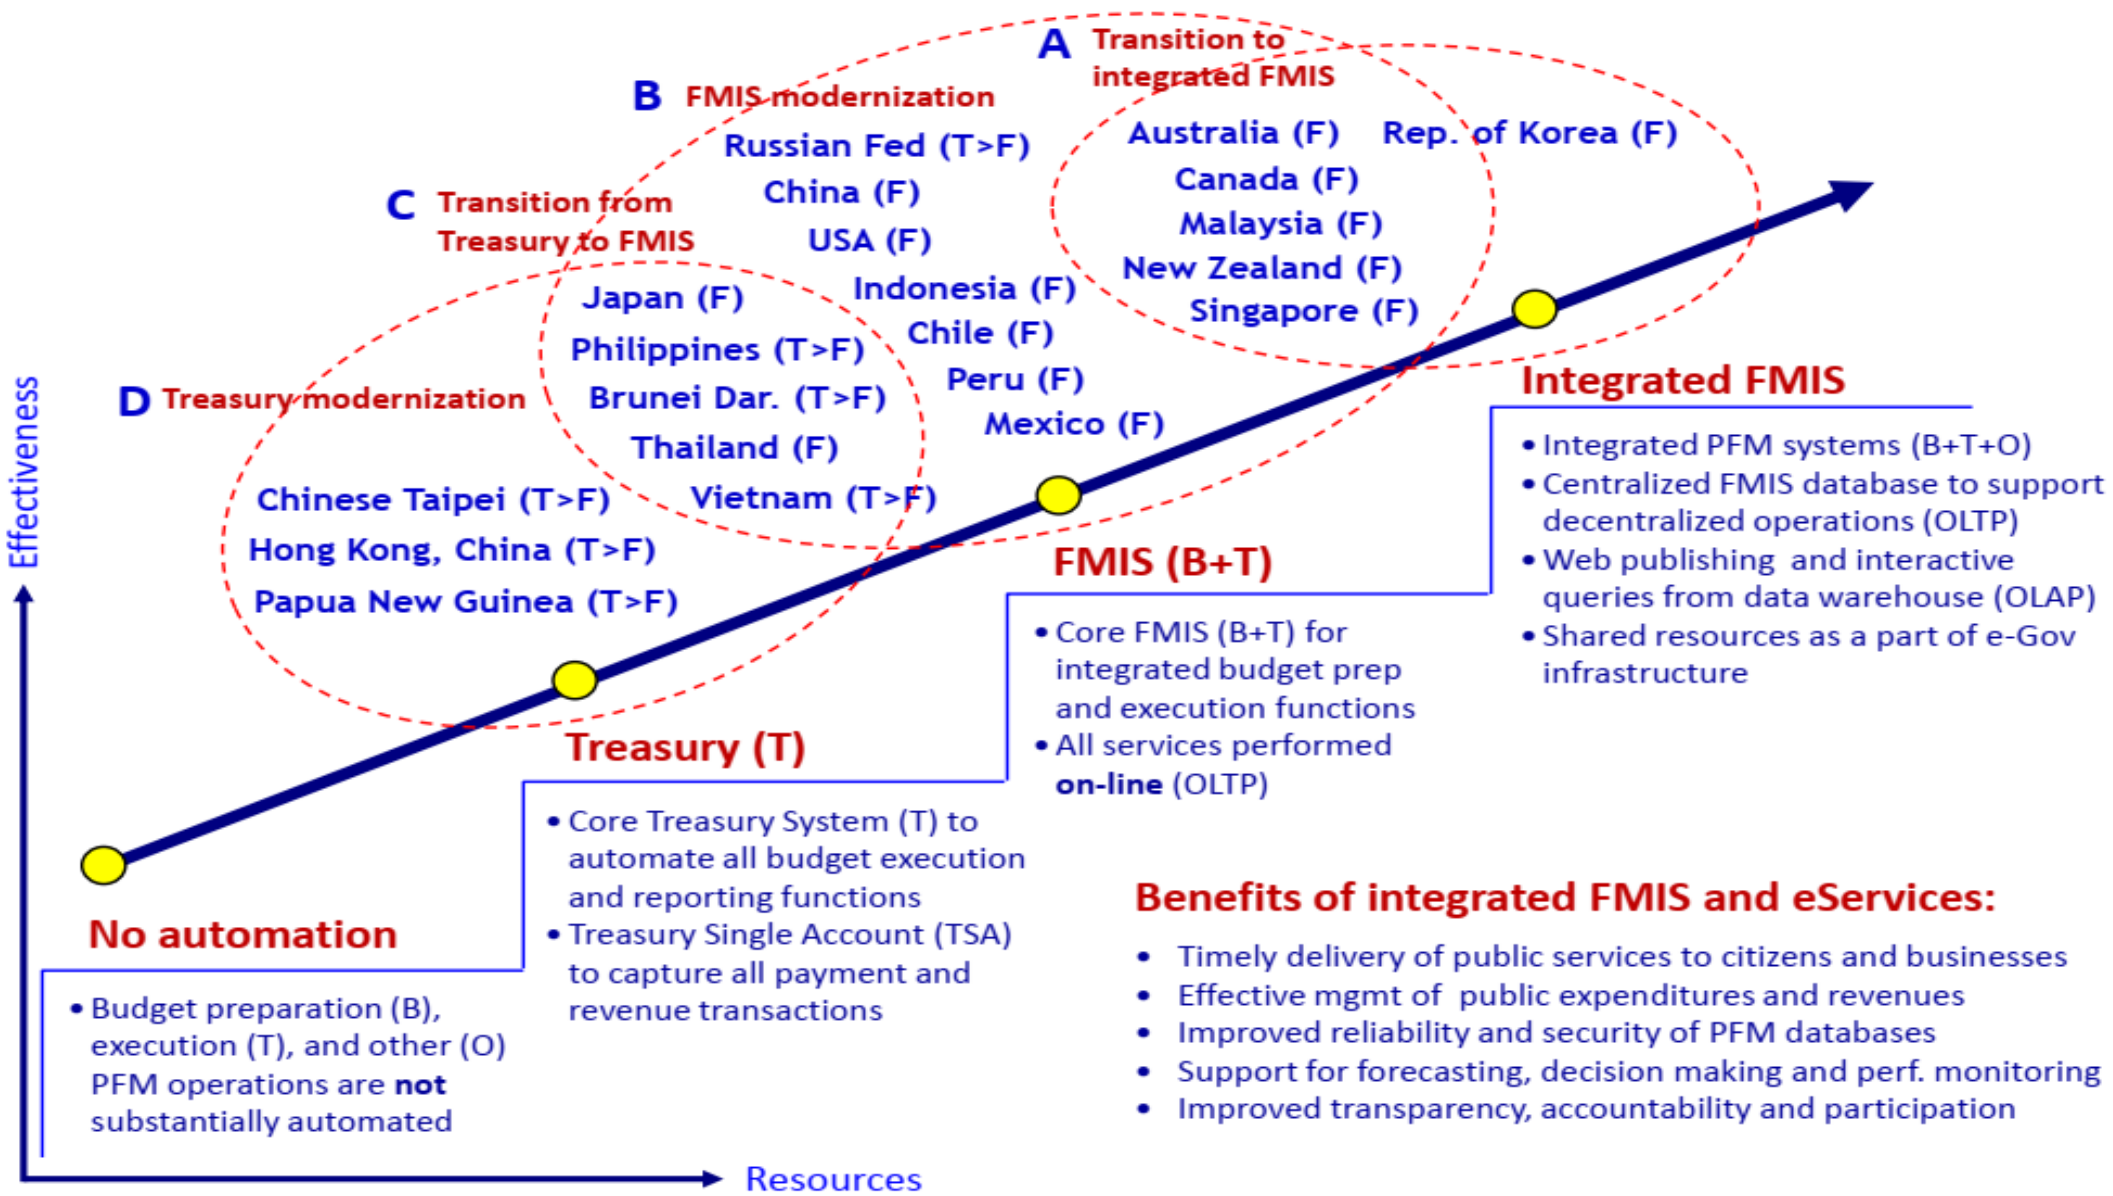 A Transition to
integrated FMIS
B FMIS modernization
Russian Fed (T>F)
China (F)
USA (F)
Indonesia (F)
Chile (F)
Peru (F)
Mexico (F)
Australia (F)
Rep. of Korea (F)
Canada (F)
Malaysia (F)
New Zealand (F)
Singapore (F)
C Transition from
Treasury to FMIS
Japan (F)
Philippines (T>F)
Brunei Dar. (T>F)
Thailand (F)
Vietnam (T>F)
D Treasury modernization
Chinese Taipei (T>F)
Hong Kong, China (T>F)
Papua New Guinea (T>F)
Effectiveness
Integrated FMIS
• Integrated PFM systems (B+T+O)
• Centralized FMIS database to support
decentralized operations (OLTP)
• Web publishing and interactive
queries from data warehouse (OLAP)
• Shared resources as a part of e-Gov
infrastructure
FMIS (B+T)
• Core FMIS (B+T) for
integrated budget prep
and execution functions
• All services performed
on-line (OLTP)
Treasury (T)
• Core Treasury System (T) to
automate all budget execution
and reporting functions
• Treasury Single Account (TSA)
to capture all payment and
revenue transactions
No automation
• Budget preparation (B),
execution (T), and other (O)
PFM operations are not
substantially automated
Benefits of integrated FMIS and eServices:
• Timely delivery of public services to citizens and businesses
• Effective mgmt of public expenditures and revenues
• Improved reliability and security of PFM databases
• Support for forecasting, decision making and perf. monitoring
• Improved transparency, accountability and participation
Resources